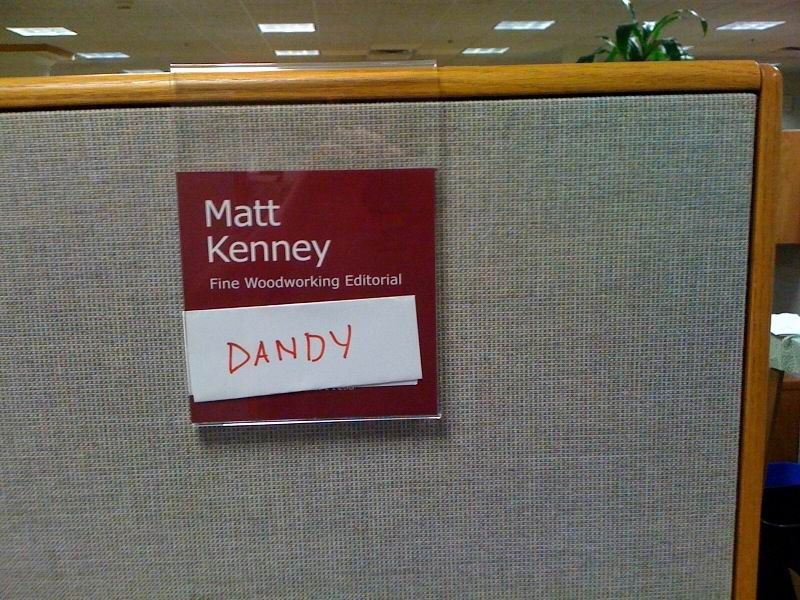 Matt
Kenney
Fine Woodworking Editorial
DANDY